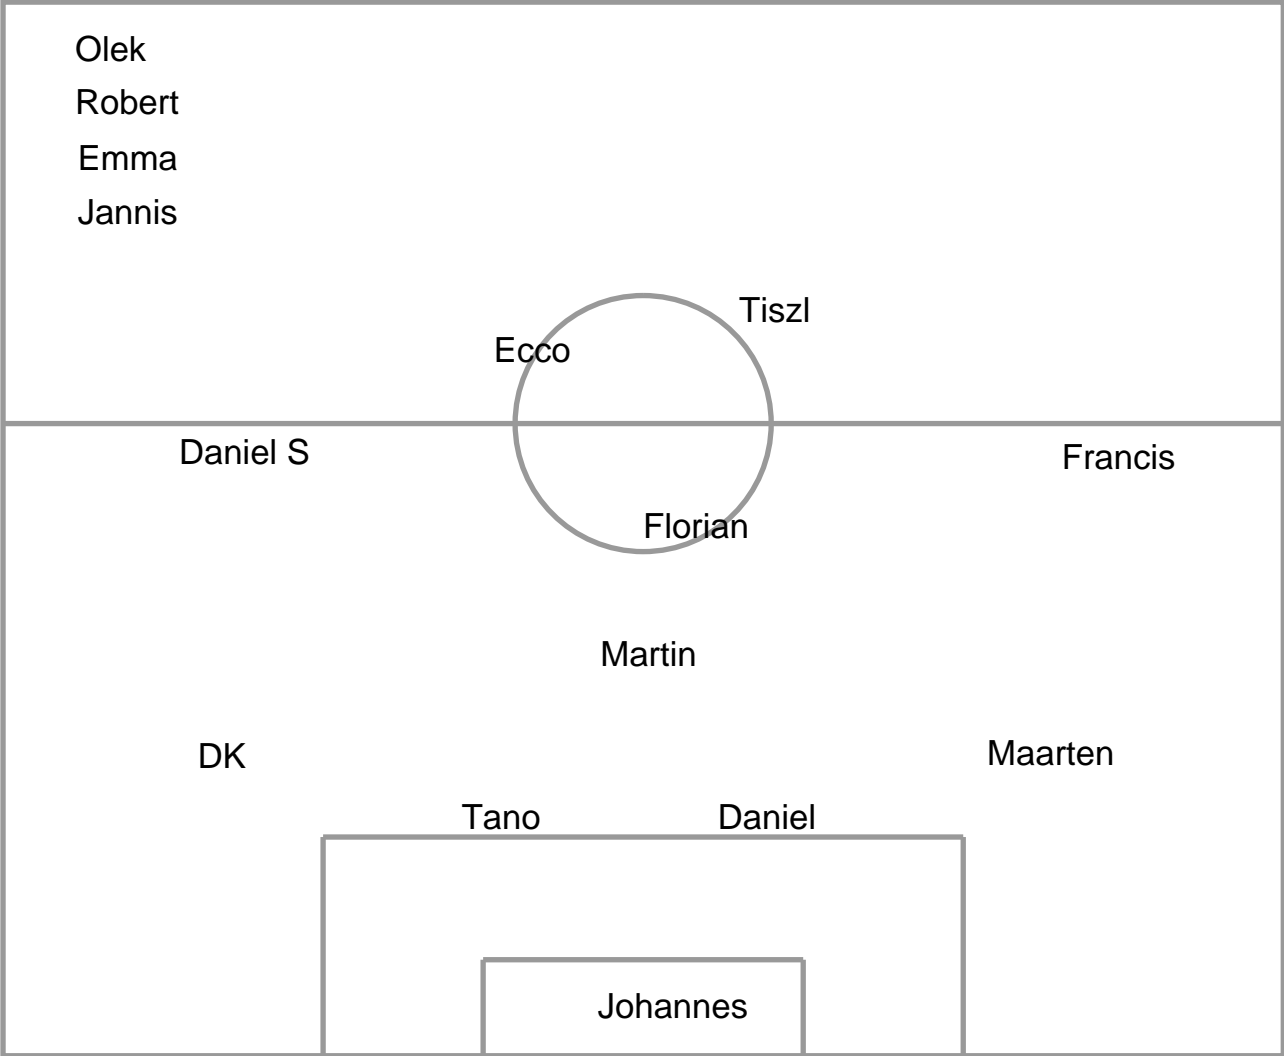 Olek
Robert
Emma
Jannis
Tiszl
Ecco
Daniel S
Francis
Florian
Martin
DK
Maarten
Tano
Daniel
Johannes